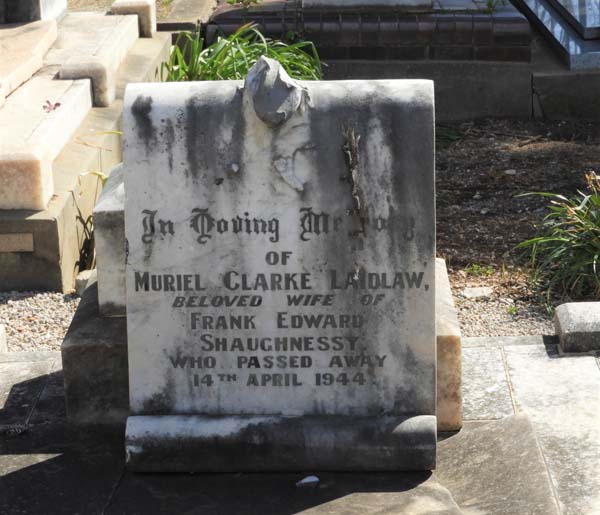 In Loving Memory
OF
MURIEL CLARKE LAIDLAW,
BELOVED WIFE OF
FRANK EDWARD
SHAUGHNESSY
WHO PASSED AWAY
14TH APRIL 1944.